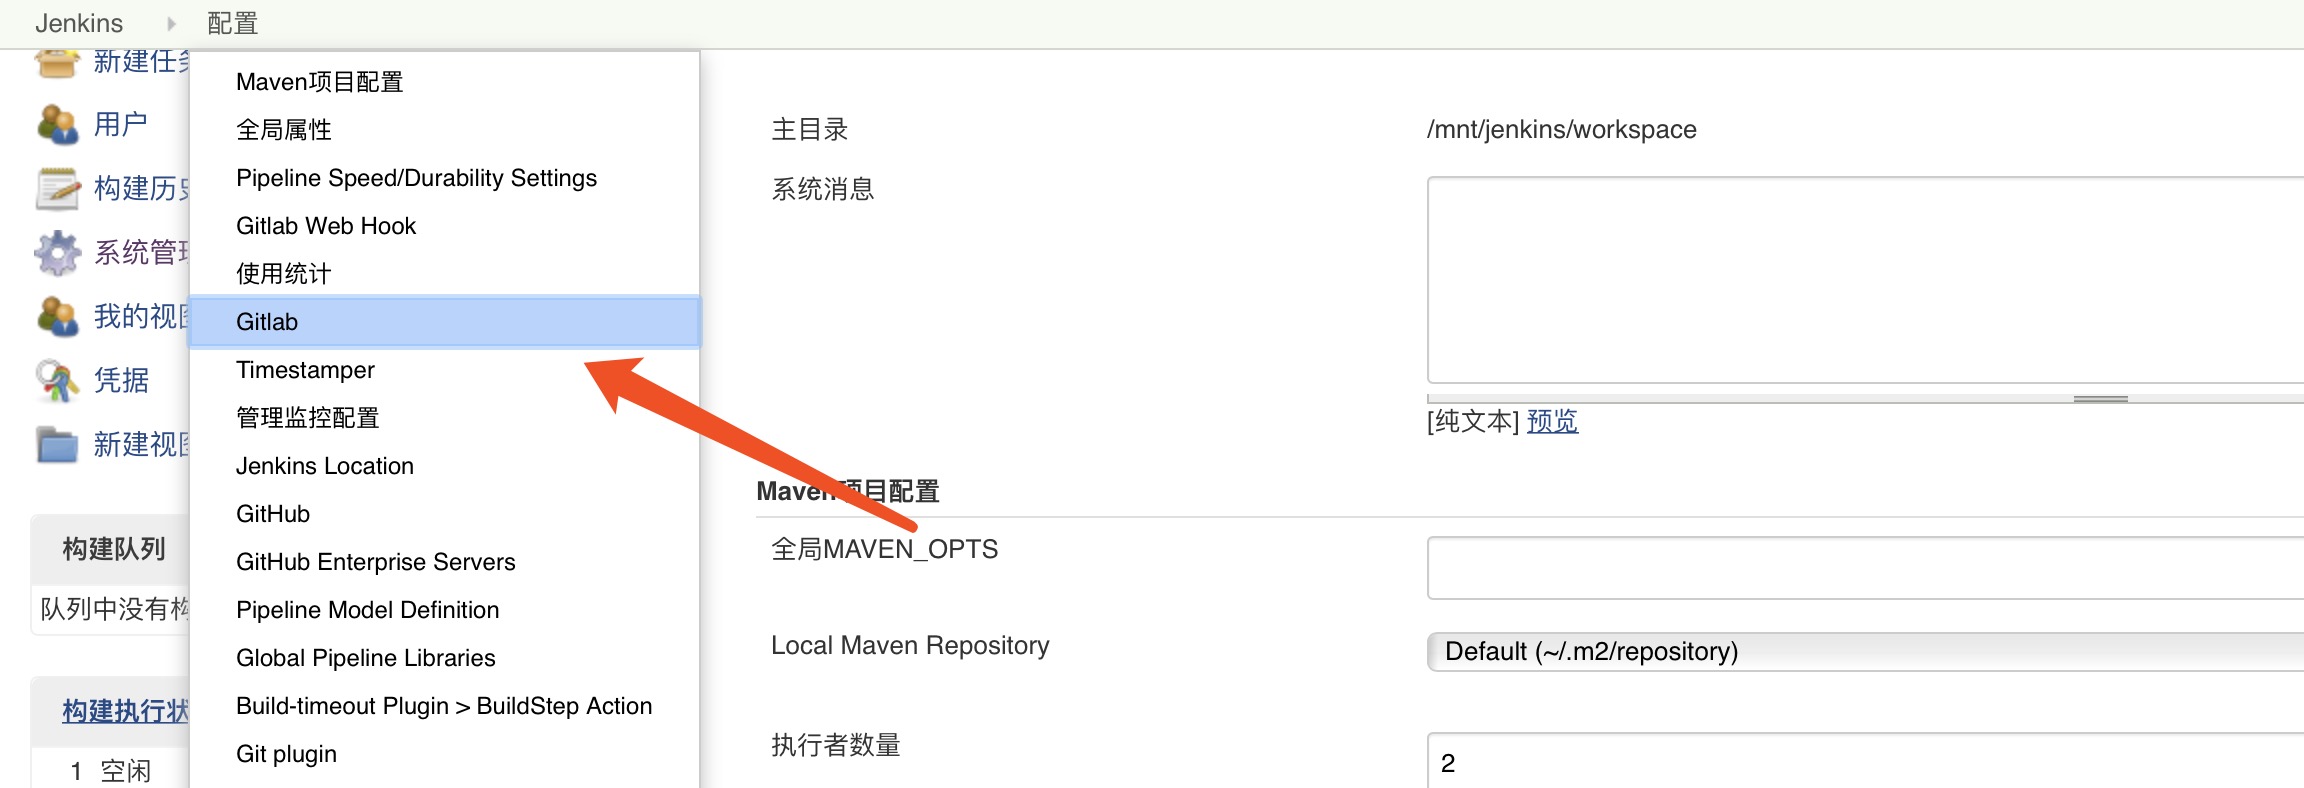 Jenkins 配置
新建任
用户
构建历
系统管
我的视
凭据
新建视
构建队列
队列中没有
构建执行状
1 空闲
Maven项目配置
全局属性
Pipeline Speed/Durability Settings
Gitlab Web Hook
使用统计
Gitlab
Timestamper
管理监控配置
Jenkins Location
GitHub
GitHub Enterprise Servers
Pipeline Model Definition
Global Pipeline Libraries
Build-timeout Plugin > BuildStep Action
Git plugin
主目录 /mnt/jenkins/workspace
系统消息
[纯文本] 预览
Maven项目配置
全局MAVEN_OPTS
Local Maven Repository Default (~/.m2/repository)
执行者数量 2